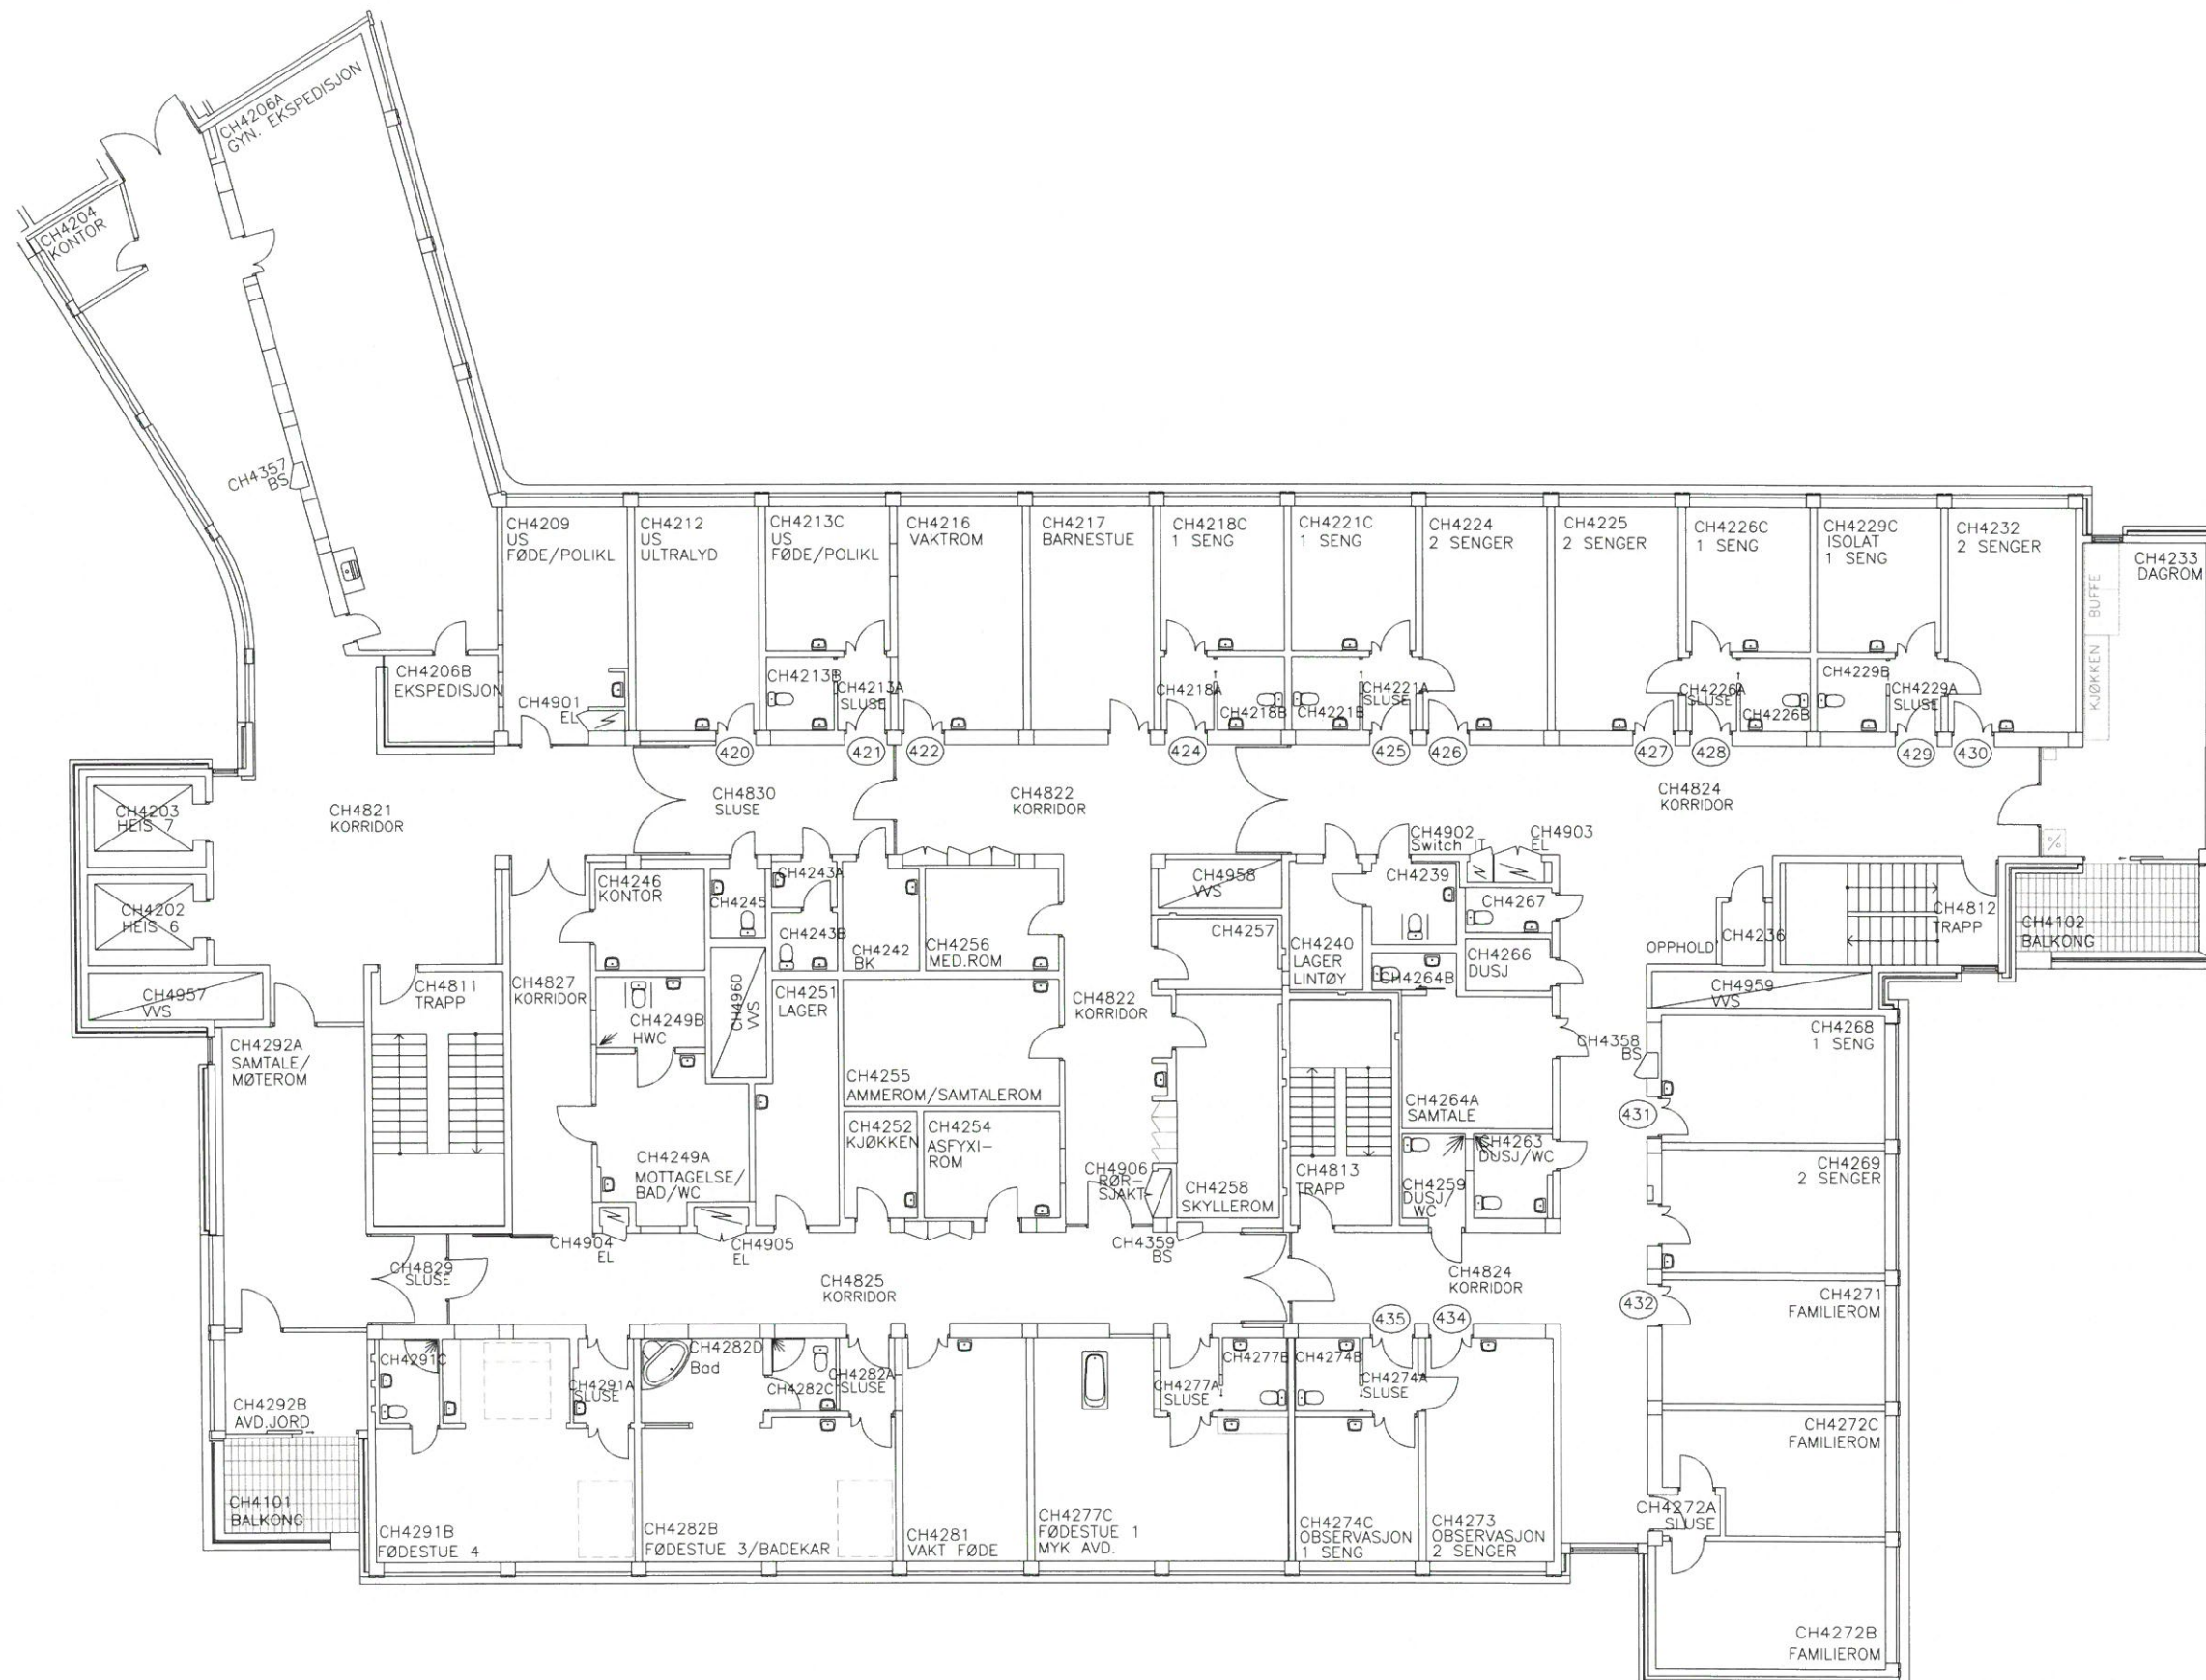 CH4206A
GYN. EKSPEDISJON
CH4204
KONTOR
CH4357
BS
CH4209
US
FØDE/POLIKL
CH4212
US
ULTRALYD
CH4213C
US
FØDE/POLIKL
CH4216
VAKTROM
CH4217
BARNESTUE
CH4218C
1 SENG
CH4221C
1 SENG
CH4224
2 SENGER
CH4225
2 SENGER
CH4226C
1 SENG
CH4229C
ISOLAT
1 SENG
CH4232
2 SENGER
CH4233
DAGROM
KJØKKEN BUFFE
CH4206B
EKSPEDISJON
CH4901
EL
CH4213B
CH4213A
SLUSE
CH4218A
CH4218B
CH4221B
CH4221A
SLUSE
CH4226A
SLUSE
CH4226B
CH4229B
CH4229A
SLUSE
420
421
422
424
425
426
427
428
429
430
CH4203
HEIS 7
CH4821
KORRIDOR
CH4830
SLUSE
CH4822
KORRIDOR
CH4824
KORRIDOR
CH4902
Switch IT
CH4903
EL
%
CH4202
HEIS 6
CH4246
KONTOR
CH4245
CH4243A
CH4243B
CH4242
BK
CH4256
MED.ROM
CH4958
VVS
CH4257
CH4240
LAGER
LINTØY
CH4239
CH4267
CH4266
DUSJ
CH4264B
OPPHOLD
CH4236
CH4812
TRAPP
CH4102
BALKONG
CH4957
VVS
CH4811
TRAPP
CH4827
KORRIDOR
CH4249B
HWC
CH4960
VVS
CH4251
LAGER
CH4822
KORRIDOR
CH4959
VVS
CH4292A
SAMTALE/
MØTEROM
CH4255
AMMEROM/SAMTALEROM
CH4358
BS
CH4268
1 SENG
CH4264A
SAMTALE
431
CH4252
KJØKKEN
CH4254
ASFYXI-
ROM
CH4249A
MOTTAGELSE/
BAD/WC
CH4906
RØR-
SJAKT
CH4258
SKYLLEROM
CH4813
TRAPP
CH4259
DUSJ/
WC
CH4263
DUSJ/WC
CH4269
2 SENGER
CH4829
SLUSE
CH4904
EL
CH4905
EL
CH4825
KORRIDOR
CH4359
BS
CH4824
KORRIDOR
432
435
434
CH4271
FAMILIEROM
CH4291C
CH4291A
SLUSE
CH4282D
Bad
CH4282C
CH4282A
SLUSE
CH4277A
SLUSE
CH4277B
CH4274B
CH4274A
SLUSE
CH4292B
AVD.JORD
CH4272C
FAMILIEROM
CH4101
BALKONG
CH4291B
FØDESTUE 4
CH4282B
FØDESTUE 3/BADEKAR
CH4281
VAKT FØDE
CH4277C
FØDESTUE 1
MYK AVD.
CH4274C
OBSERVASJON
1 SENG
CH4273
OBSERVASJON
2 SENGER
CH4272A
SLUSE
CH4272B
FAMILIEROM